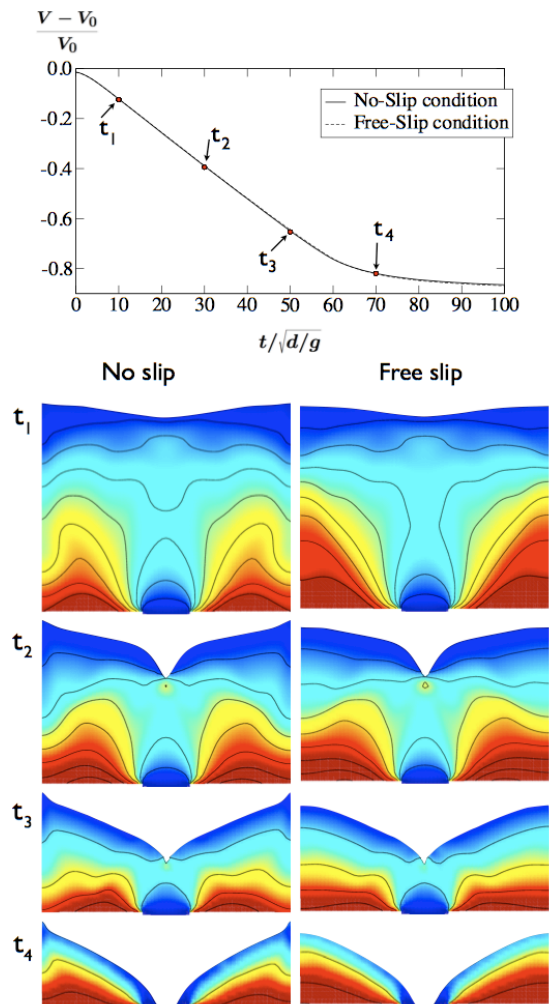 V − V₀
V₀
0.0
-0.2
-0.4
-0.6
-0.8
No-Slip condition
Free-Slip condition
t₁
t₂
t₃
t₄
0 10 20 30 40 50 60 70 80 90 100
t/√d/g
No slip Free slip
t₁
t₂
t₃
t₄